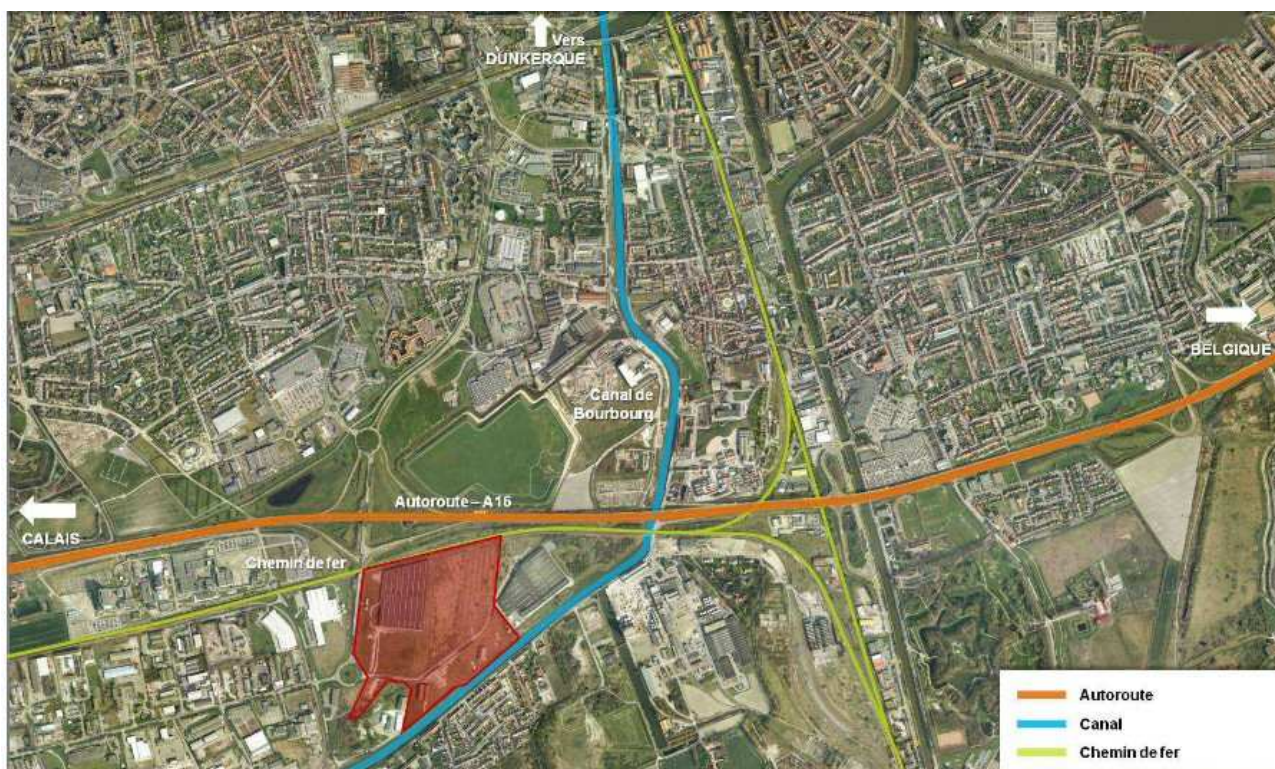 Vers
DUNKERQUE
BELGIQUE
Canal de
Bourbourg
Autoroute – A16
CALAIS
Chemin de fer
Autoroute
Canal
Chemin de fer